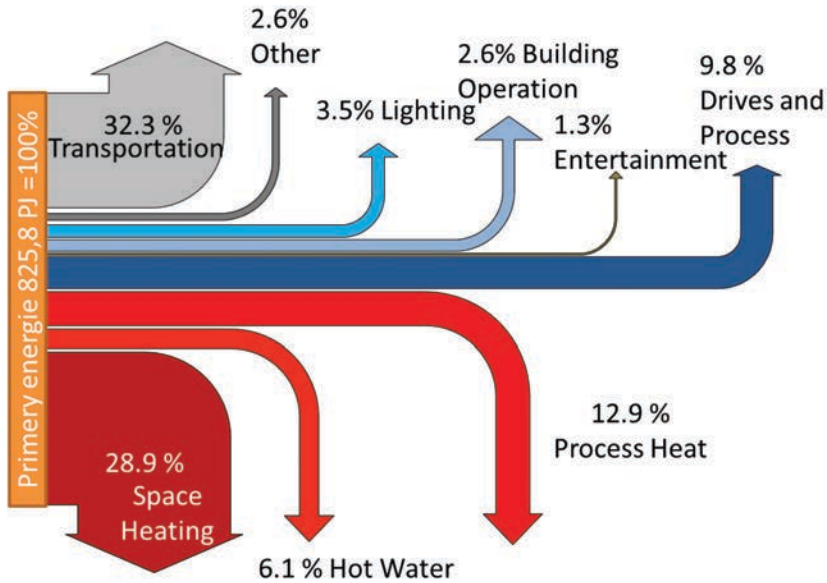 Primery energie 825,8 PJ =100%
32.3 %
Transportation
2.6%
Other
3.5% Lighting
2.6% Building
Operation
1.3%
Entertainment
9.8 %
Drives and
Process
12.9 %
Process Heat
6.1 % Hot Water
28.9 %
Space
Heating